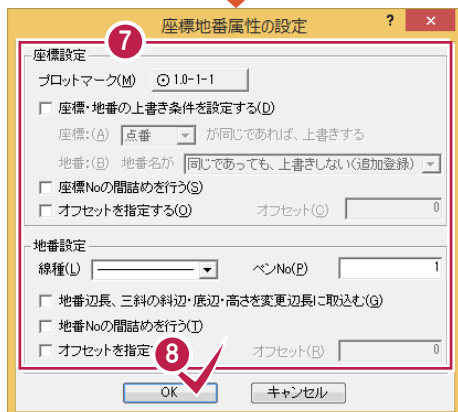 座標地番属性の設定 ? ×
7
座標設定
プロットマーク(M) ⊙1.0-1-1
座標・地番の上書き条件を設定する(D)
座標:(A) 点番 が同じであれば、上書きする
地番:(B) 地番名が 同じであっても、上書きしない(追加登録)
座標Noの間詰めを行う(S)
オフセットを指定する(O) オフセット(C) 0
地番設定
線種(L) ペンNo(P) 1
地番辺長、三斜の斜辺・底辺・高さを変更辺長に取込む(G)
地番Noの間詰めを行う(T)
オフセットを指定 オフセット(R) 0
8
OK キャンセル